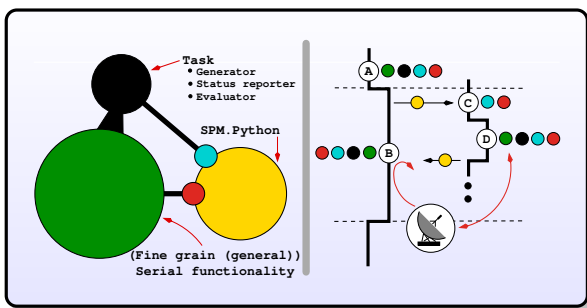 Task
• Generator
• Status reporter
• Evaluator
SPM.Python
(Fine grain (general))
Serial functionality
A
B
C
D